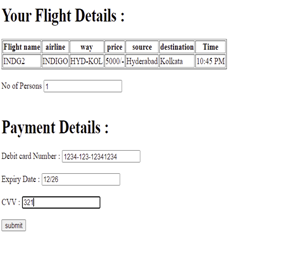 Your Flight Details :
Flight name airline way price source destination Time
INDG2 INDIGO HYD-KOL 5000/- Hyderabad Kolkata 10:45 PM
No of Persons 1
Payment Details :
Debit card Number : 1234-123-12341234
Expiry Date : 12/26
CVV : 321
submit